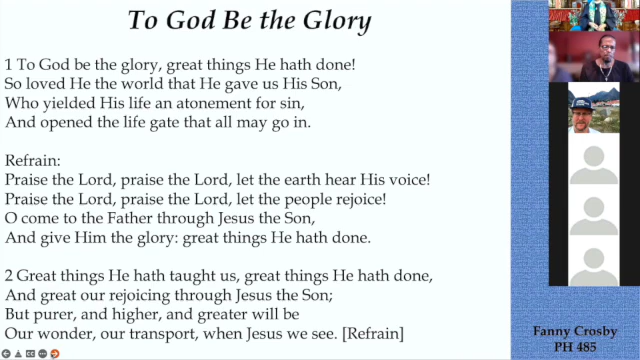 To God Be the Glory
1 To God be the glory, great things He hath done!
So loved He the world that He gave us His Son,
Who yielded His life an atonement for sin,
And opened the life gate that all may go in.
Refrain:
Praise the Lord, praise the Lord, let the earth hear His voice!
Praise the Lord, praise the Lord, let the people rejoice!
O come to the Father through Jesus the Son,
And give Him the glory: great things He hath done.
2 Great things He hath taught us, great things He hath done,
And great our rejoicing through Jesus the Son;
But purer, and higher, and greater will be
Our wonder, our transport, when Jesus we see. [Refrain]
Fanny Crosby
PH 485